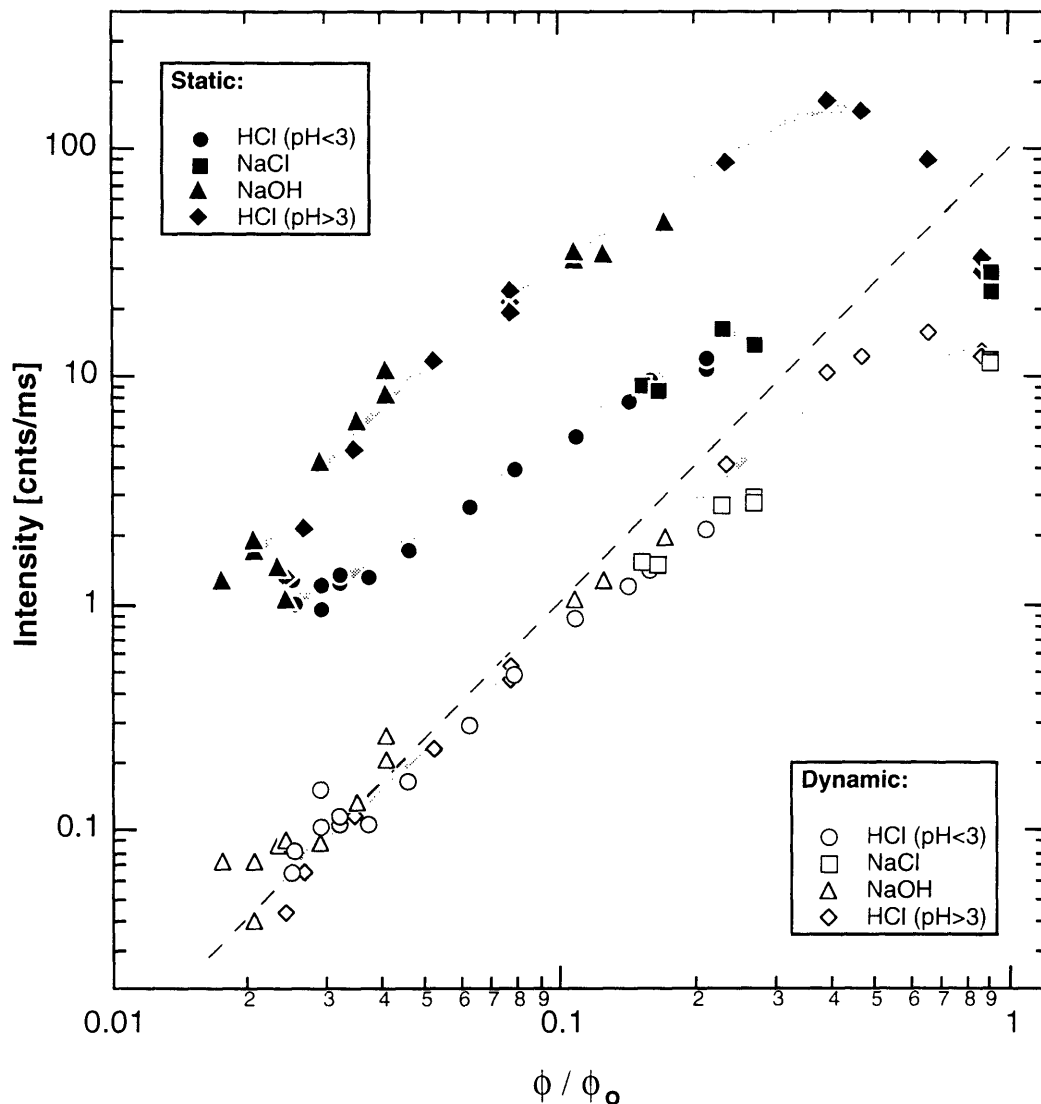 Static:
HCl (pH<3)
NaCl
NaOH
HCl (pH>3)
100
10
1
0.1
Intensity [cnts/ms]
Dynamic:
HCl (pH<3)
NaCl
NaOH
HCl (pH>3)
2 3 4 5 6 7 8 9 2 3 4 5 6 7 8 9
0.01 0.1 1
ϕ / ϕo